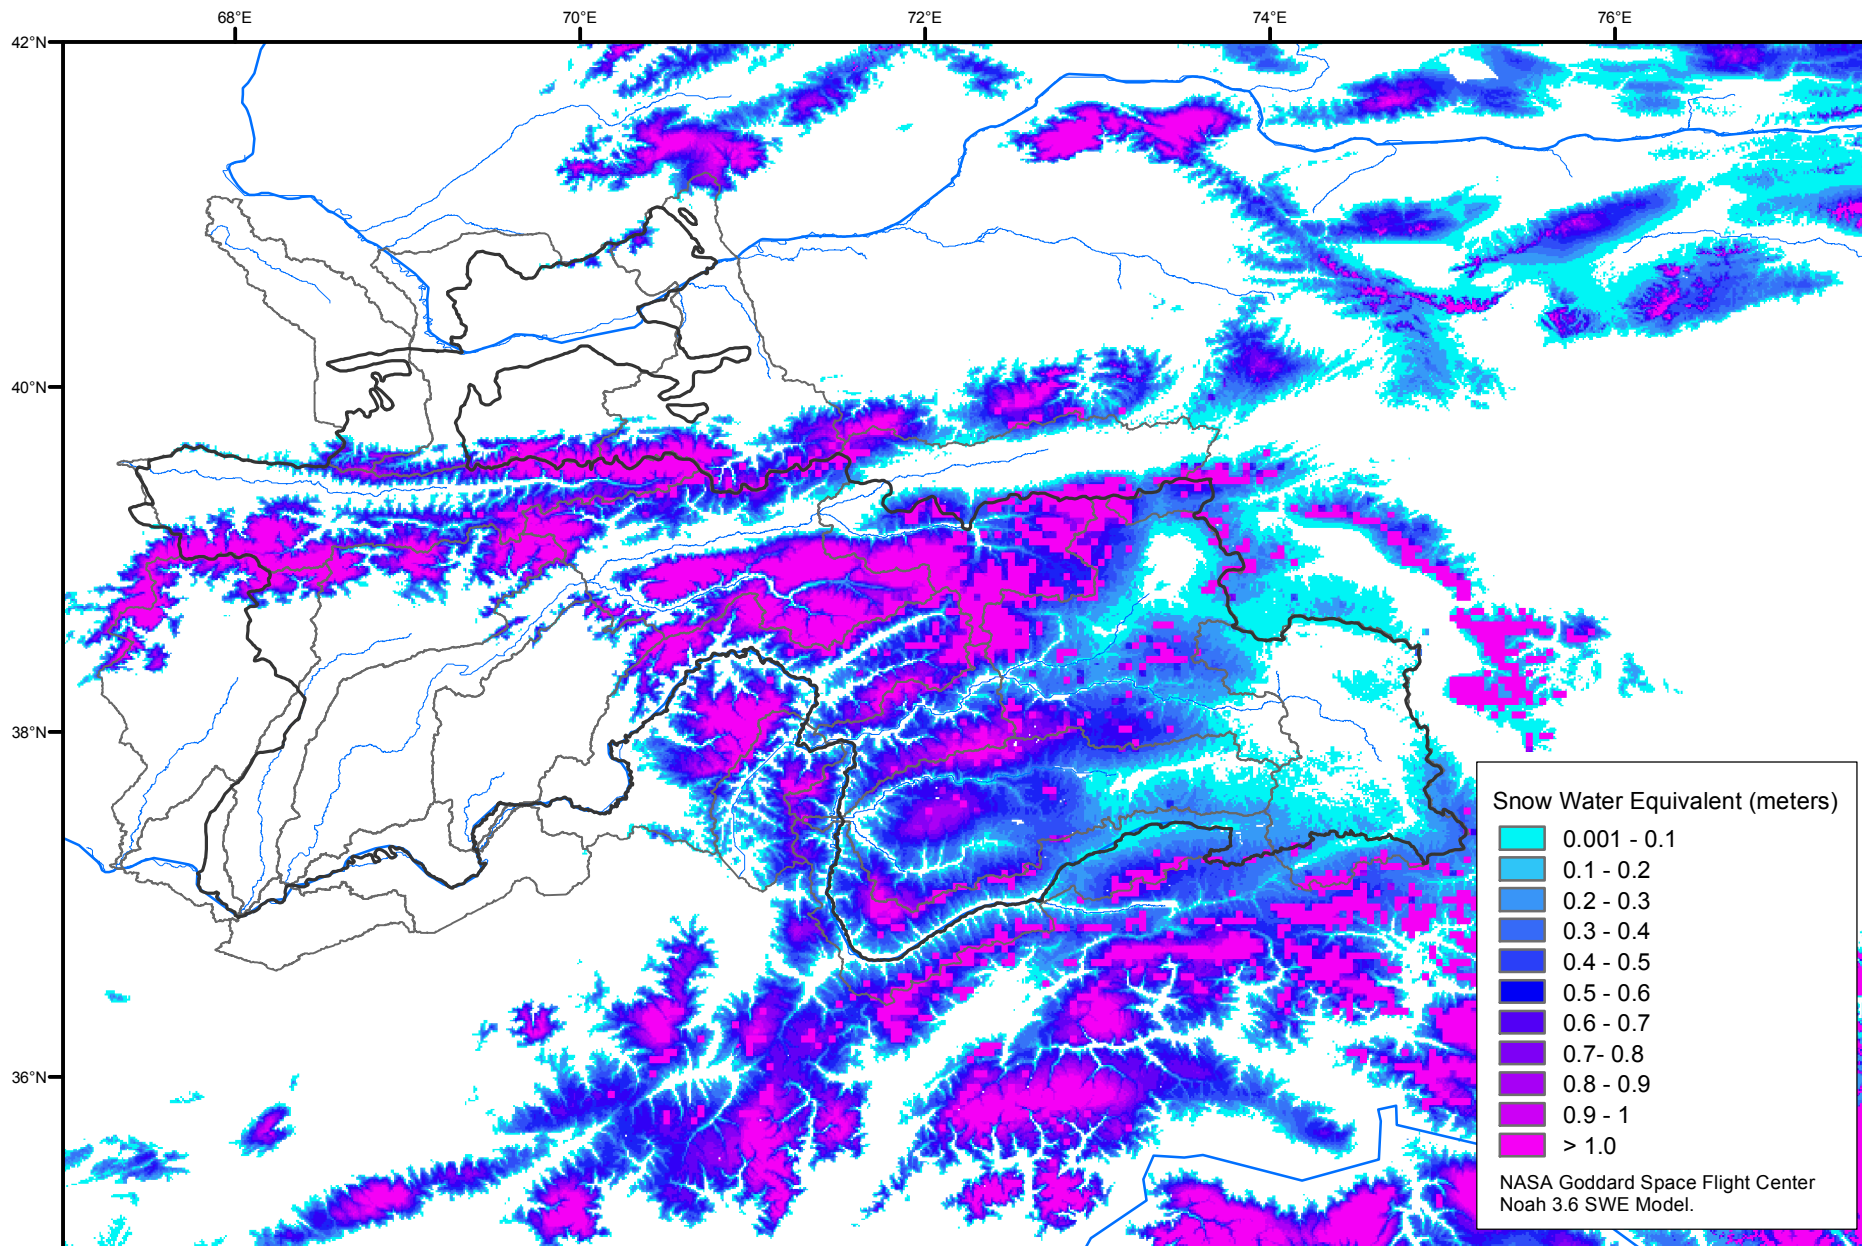 68°E
70°E
72°E
74°E
76°E
42°N
40°N
38°N
36°N
Snow Water Equivalent (meters)
0.001 - 0.1
0.1 - 0.2
0.2 - 0.3
0.3 - 0.4
0.4 - 0.5
0.5 - 0.6
0.6 - 0.7
0.7- 0.8
0.8 - 0.9
0.9 - 1
> 1.0
NASA Goddard Space Flight Center
Noah 3.6 SWE Model.